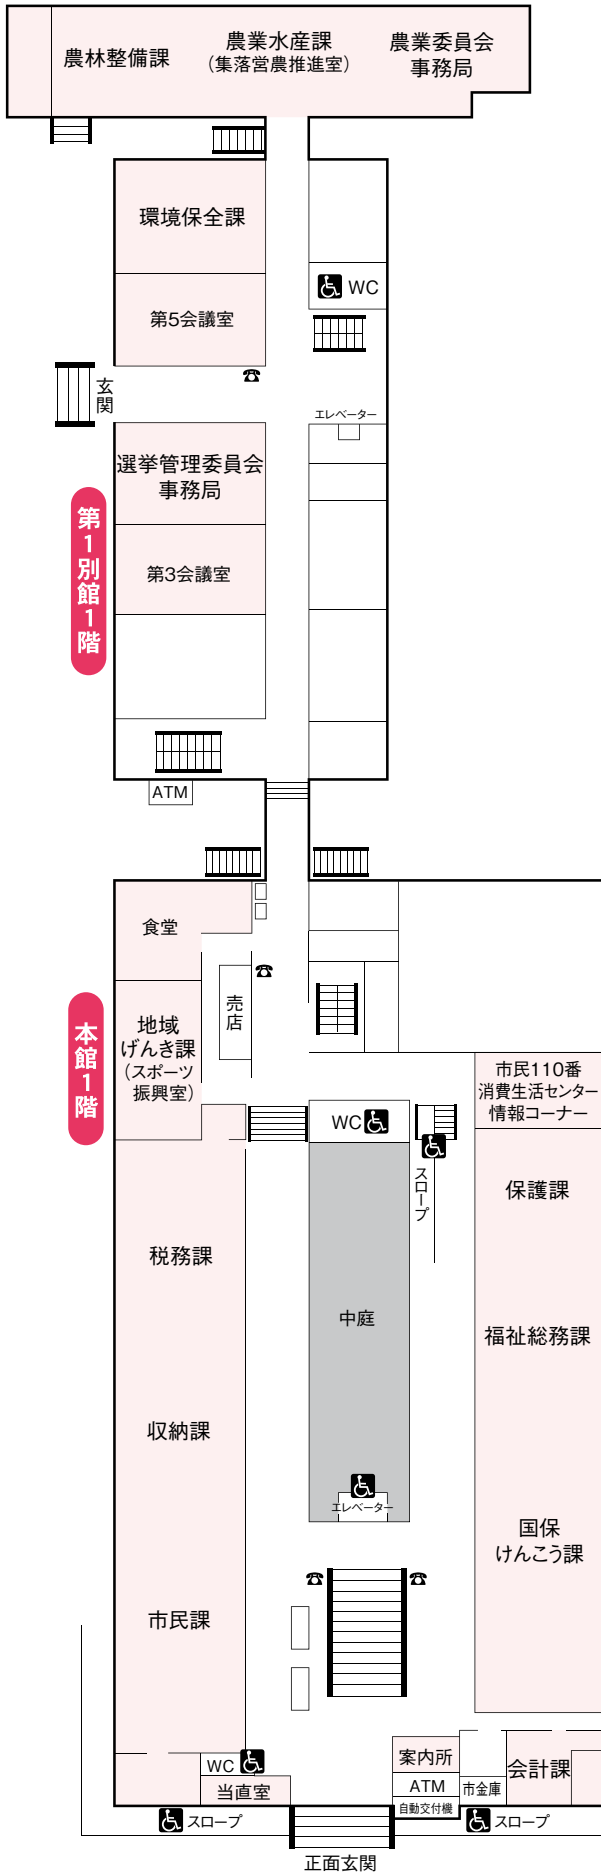 農林整備課
農業水産課
（集落営農推進室）
農業委員会
事務局
環境保全課
第5会議室
WC
玄関
エレベーター
選挙管理委員会
事務局
第1別館1階
第3会議室
ATM
食堂
売店
本館1階
地域
げんき課
（スポーツ
振興室）
市民110番
消費生活センター
情報コーナー
WC
スロープ
保護課
税務課
中庭
福祉総務課
収納課
エレベーター
国保
けんこう課
市民課
WC
当直室
案内所
ATM
自動交付機
市金庫
会計課
スロープ
スロープ
正面玄関